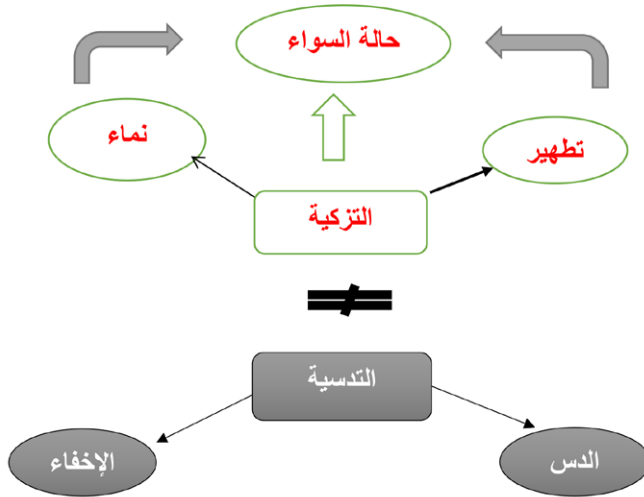 حالة السواء
تطهير
نماء
التزكية
التدسية
الدس
الإخفاء